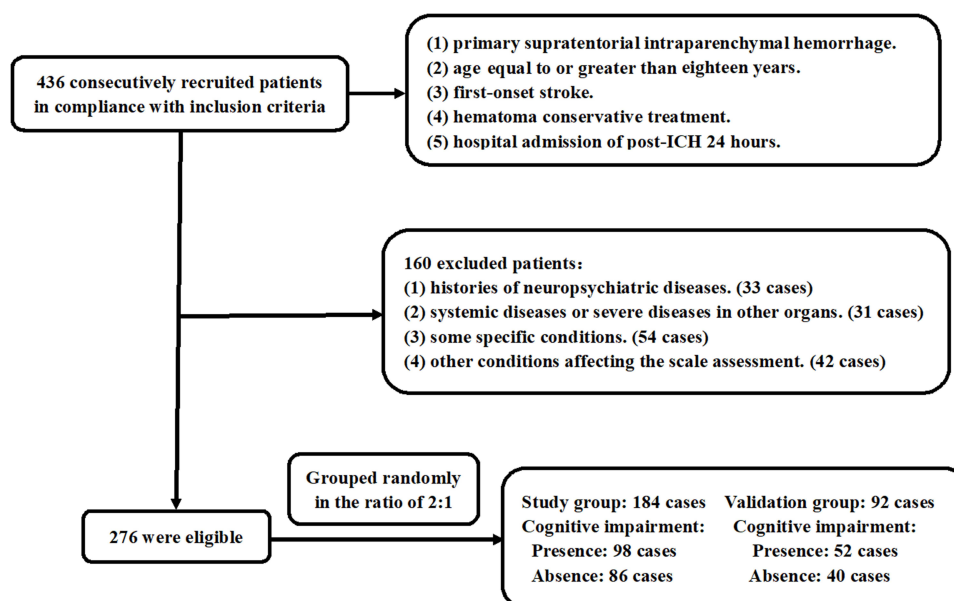 436 consecutively recruited patients
in compliance with inclusion criteria
(1) primary supratentorial intraparenchymal hemorrhage.
(2) age equal to or greater than eighteen years.
(3) first-onset stroke.
(4) hematoma conservative treatment.
(5) hospital admission of post-ICH 24 hours.
160 excluded patients:
(1) histories of neuropsychiatric diseases. (33 cases)
(2) systemic diseases or severe diseases in other organs. (31 cases)
(3) some specific conditions. (54 cases)
(4) other conditions affecting the scale assessment. (42 cases)
Grouped randomly
in the ratio of 2:1
276 were eligible
Study group: 184 cases
Cognitive impairment:
Presence: 98 cases
Absence: 86 cases
Validation group: 92 cases
Cognitive impairment:
Presence: 52 cases
Absence: 40 cases